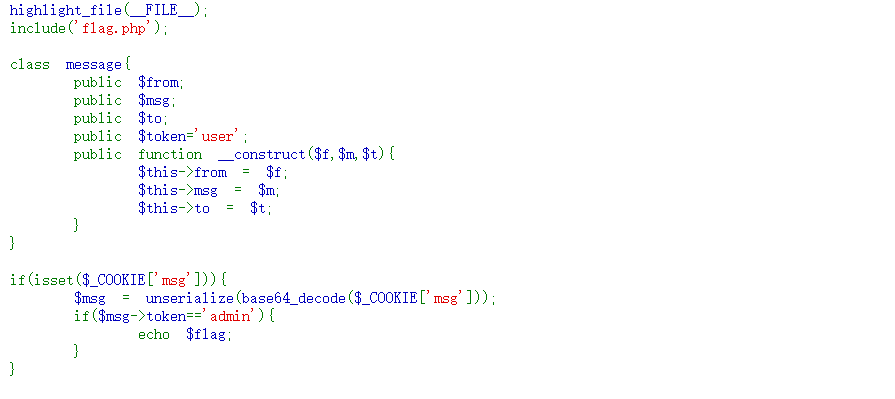 highlight_file(__FILE__);
include('flag.php');
class message{
public $from;
public $msg;
public $to;
public $token='user';
public function __construct($f,$m,$t){
$this->from = $f;
$this->msg = $m;
$this->to = $t;
}
}
if(isset($_COOKIE['msg'])){
$msg = unserialize(base64_decode($_COOKIE['msg']));
if($msg->token=='admin'){
echo $flag;
}
}